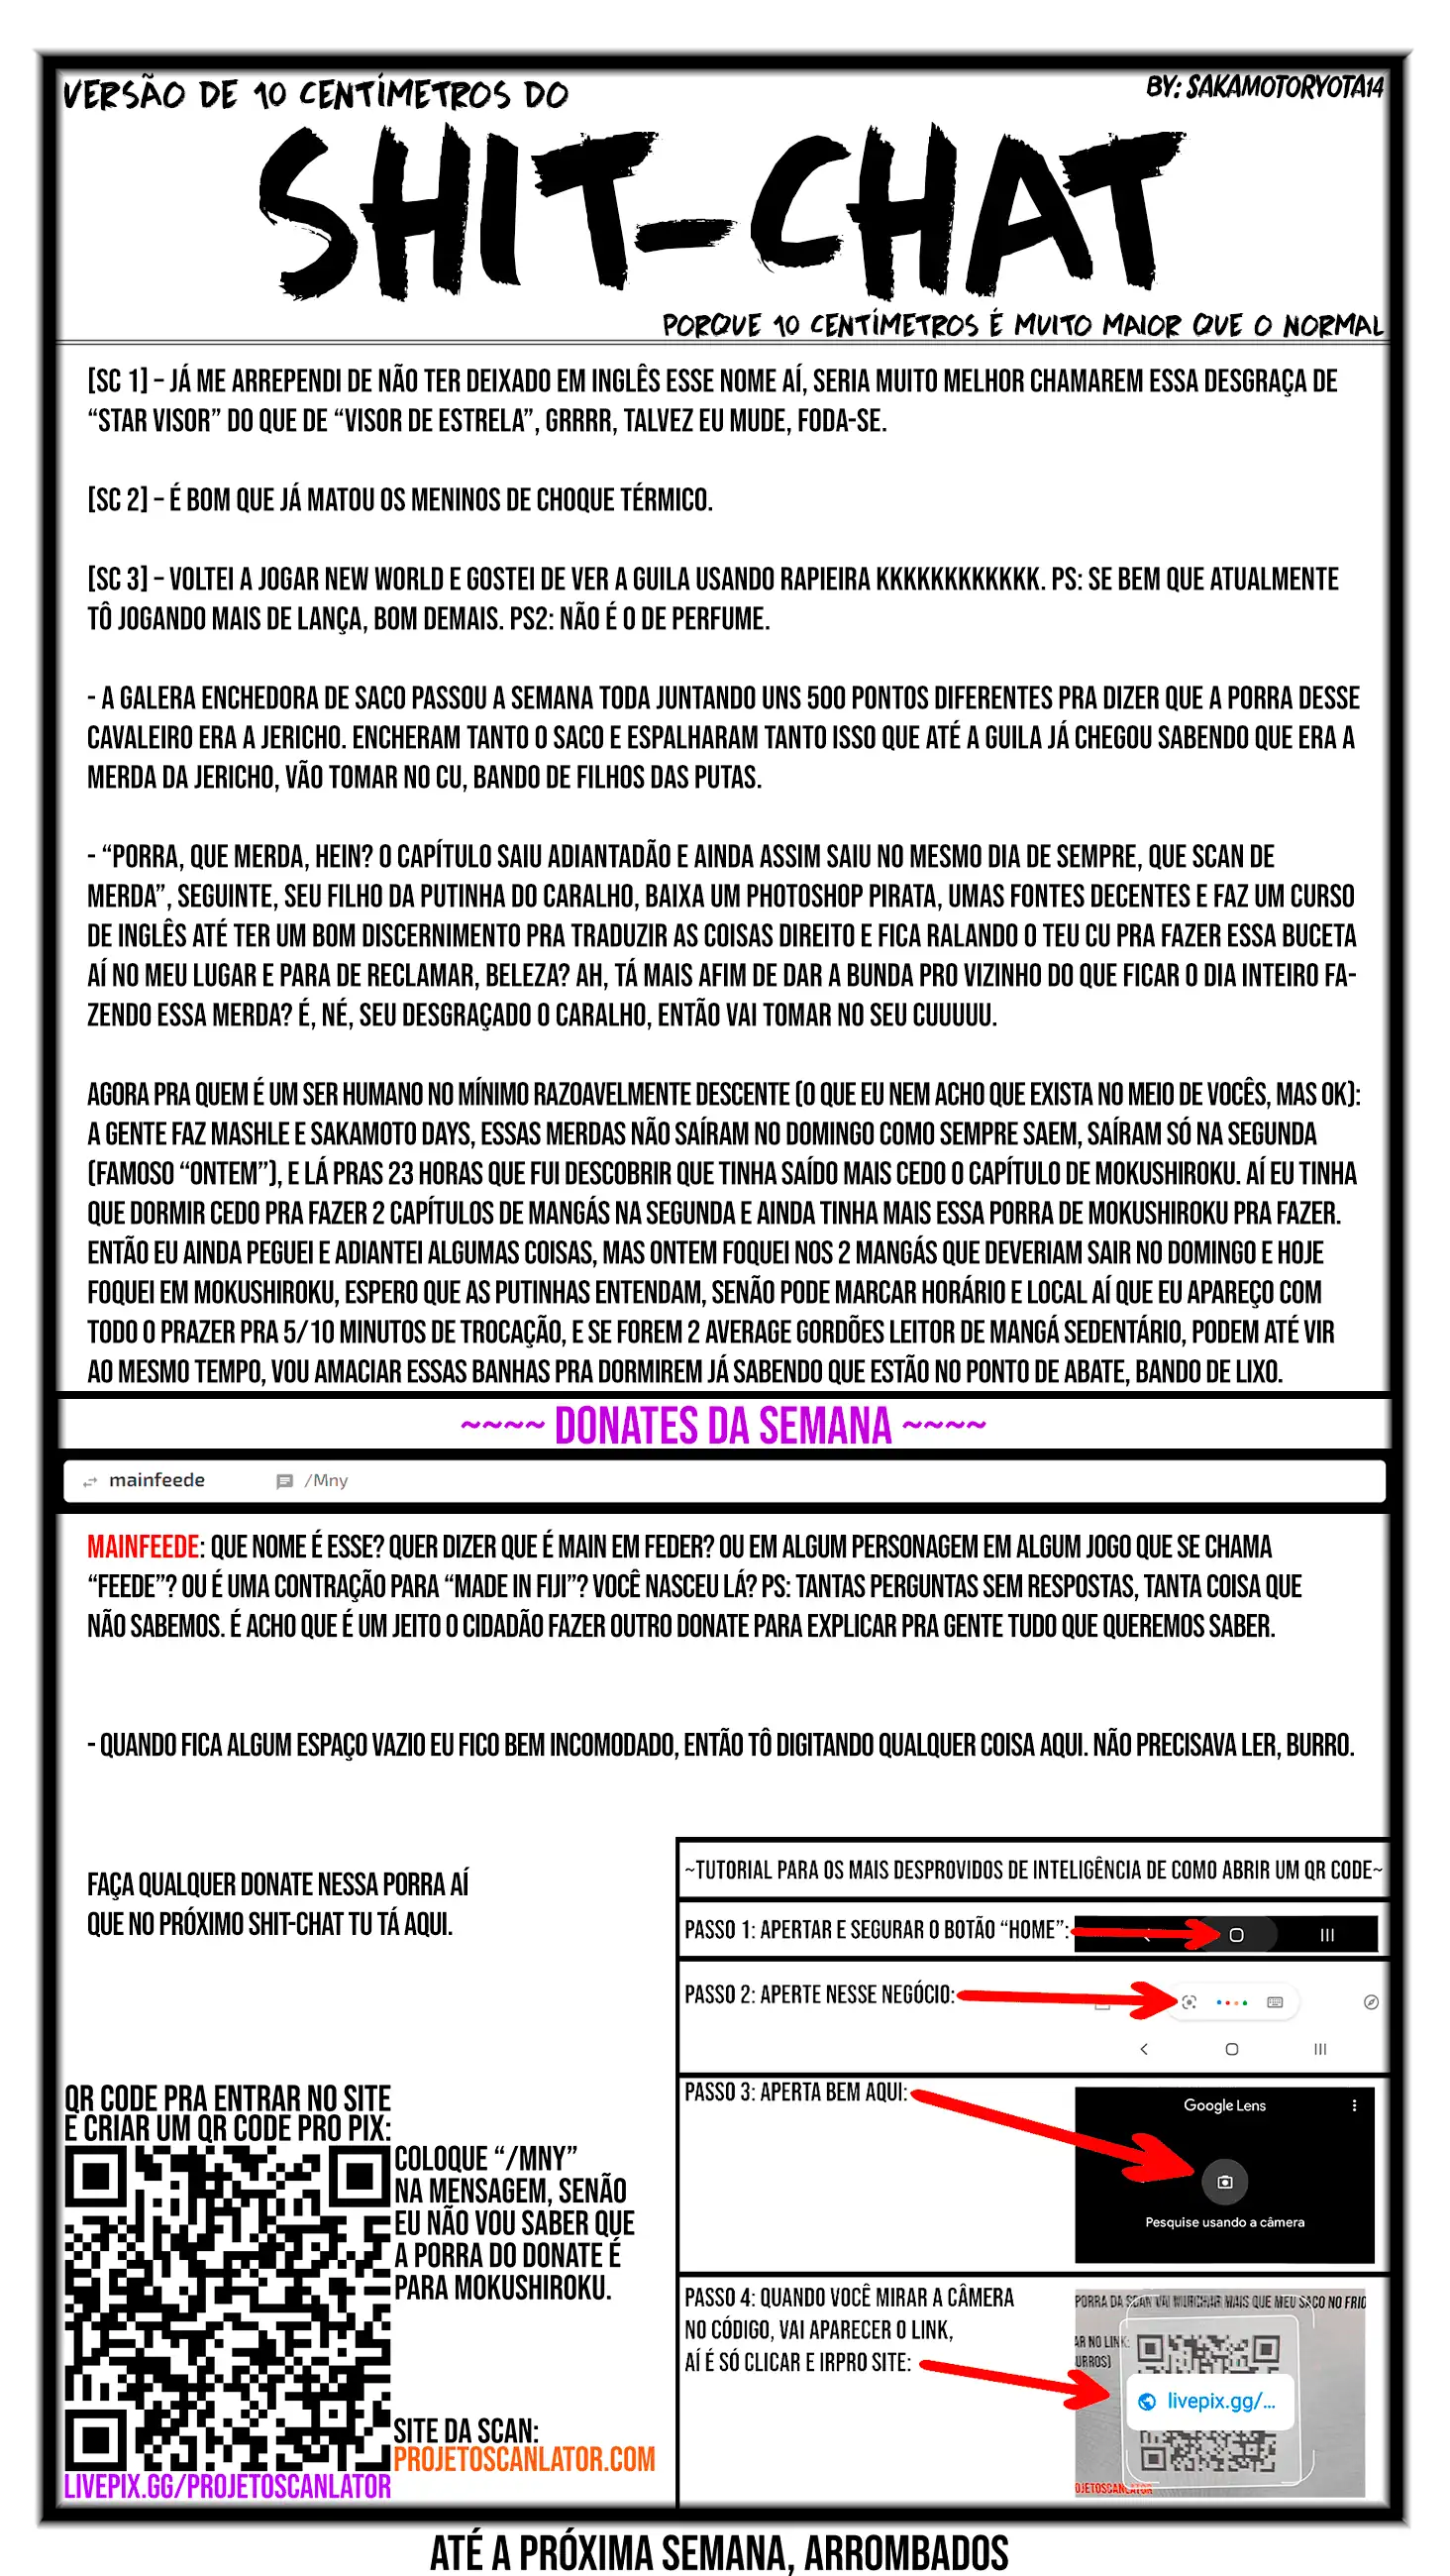 VERSÃO DE 10 CENTÍMETROS DO
BY: SAKAMOTORYOTA14
SHIT-CHAT
PORQUE 10 CENTÍMETROS É MUITO MAIOR QUE O NORMAL
[SC 1] – JÁ ME ARREPENDI DE NÃO TER DEIXADO EM INGLÊS ESSE NOME AÍ, SERIA MUITO MELHOR CHAMAREM ESSA DESGRAÇA DE
“STAR VISOR” DO QUE DE “VISOR DE ESTRELA”, GRRRR, TALVEZ EU MUDE, FODA-SE.
[SC 2] – É BOM QUE JÁ MATOU OS MENINOS DE CHOQUE TÉRMICO.
[SC 3] – VOLTEI A JOGAR NEW WORLD E GOSTEI DE VER A GUILA USANDO RAPIEIRA KKKKKKKKKKKK. PS: SE BEM QUE ATUALMENTE
TÔ JOGANDO MAIS DE LANÇA, BOM DEMAIS. PS2: NÃO É O DE PERFUME.
- A GALERA ENCHEDORA DE SACO PASSOU A SEMANA TODA JUNTANDO UNS 500 PONTOS DIFERENTES PRA DIZER QUE A PORRA DESSE
CAVALEIRO ERA A JERICHO. ENCHERAM TANTO O SACO E ESPALHARAM TANTO ISSO QUE ATÉ A GUILA JÁ CHEGOU SABENDO QUE ERA A
MERDA DA JERICHO, VÃO TOMAR NO CU, BANDO DE FILHOS DAS PUTAS.
- “PORRA, QUE MERDA, HEIN? O CAPÍTULO SAIU ADIANTADÃO E AINDA ASSIM SAIU NO MESMO DIA DE SEMPRE, QUE SCAN DE
MERDA”, SEGUINTE, SEU FILHO DA PUTINHA DO CARALHO, BAIXA UM PHOTOSHOP PIRATA, UMAS FONTES DECENTES E FAZ UM CURSO
DE INGLÊS ATÉ TER UM BOM DISCERNIMENTO PRA TRADUZIR AS COISAS DIREITO E FICA RALANDO O TEU CU PRA FAZER ESSA BUCETA
AÍ NO MEU LUGAR E PARA DE RECLAMAR, BELEZA? AH, TÁ MAIS AFIM DE DAR A BUNDA PRO VIZINHO DO QUE FICAR O DIA INTEIRO FA-
ZENDO ESSA MERDA? É, NÉ, SEU DESGRAÇADO O CARALHO, ENTÃO VAI TOMAR NO SEU CUUUUU.
AGORA PRA QUEM É UM SER HUMANO NO MÍNIMO RAZOAVELMENTE DESCENTE (O QUE EU NEM ACHO QUE EXISTA NO MEIO DE VOCÊS, MAS OK):
A GENTE FAZ MASHLE E SAKAMOTO DAYS, ESSAS MERDAS NÃO SAÍRAM NO DOMINGO COMO SEMPRE SAEM, SAÍRAM SÓ NA SEGUNDA
(FAMOSO “ONTEM”), E LÁ PRAS 23 HORAS QUE FUI DESCOBRIR QUE TINHA SAÍDO MAIS CEDO O CAPÍTULO DE MOKUSHIROKU. AÍ EU TINHA
QUE DORMIR CEDO PRA FAZER 2 CAPÍTULOS DE MANGÁS NA SEGUNDA E AINDA TINHA MAIS ESSA PORRA DE MOKUSHIROKU PRA FAZER.
ENTÃO EU AINDA PEGUEI E ADIANTEI ALGUMAS COISAS, MAS ONTEM FOQUEI NOS 2 MANGÁS QUE DEVERIAM SAIR NO DOMINGO E HOJE
FOQUEI EM MOKUSHIROKU, ESPERO QUE AS PUTINHAS ENTENDAM, SENÃO PODE MARCAR HORÁRIO E LOCAL AÍ QUE EU APAREÇO COM
TODO O PRAZER PRA 5/10 MINUTOS DE TROCAÇÃO, E SE FOREM 2 AVERAGE GORDÕES LEITOR DE MANGÁ SEDENTÁRIO, PODEM ATÉ VIR
AO MESMO TEMPO, VOU AMACIAR ESSAS BANHAS PRA DORMIREM JÁ SABENDO QUE ESTÃO NO PONTO DE ABATE, BANDO DE LIXO.
~~~~ DONATES DA SEMANA ~~~~
mainfeede /Mny
MAINFEEDE: QUE NOME É ESSE? QUER DIZER QUE É MAIN EM FEDER? OU EM ALGUM PERSONAGEM EM ALGUM JOGO QUE SE CHAMA
“FEEDE”? OU É UMA CONTRAÇÃO PARA “MADE IN FIJI”? VOCÊ NASCEU LÁ? PS: TANTAS PERGUNTAS SEM RESPOSTAS, TANTA COISA QUE
NÃO SABEMOS. É ACHO QUE É UM JEITO O CIDADÃO FAZER OUTRO DONATE PARA EXPLICAR PRA GENTE TUDO QUE QUEREMOS SABER.
- QUANDO FICA ALGUM ESPAÇO VAZIO EU FICO BEM INCOMODADO, ENTÃO TÔ DIGITANDO QUALQUER COISA AQUI. NÃO PRECISAVA LER, BURRO.
FAÇA QUALQUER DONATE NESSA PORRA AÍ
QUE NO PRÓXIMO SHIT-CHAT TU TÁ AQUI.
QR CODE PRA ENTRAR NO SITE
E CRIAR UM QR CODE PRO PIX:
COLOQUE “/MNY”
NA MENSAGEM, SENÃO
EU NÃO VOU SABER QUE
A PORRA DO DONATE É
PARA MOKUSHIROKU.
SITE DA SCAN:
PROJETOSCANLATOR.COM
LIVEPIX.GG/PROJETOSCANLATOR
~TUTORIAL PARA OS MAIS DESPROVIDOS DE INTELIGÊNCIA DE COMO ABRIR UM QR CODE~
PASSO 1: APERTAR E SEGURAR O BOTÃO “HOME”:
PASSO 2: APERTE NESSE NEGÓCIO:
PASSO 3: APERTA BEM AQUI:
Google Lens
Pesquise usando a câmera
PASSO 4: QUANDO VOCÊ MIRAR A CÂMERA
NO CÓDIGO, VAI APARECER O LINK,
AÍ É SÓ CLICAR E IRPRO SITE:
PORRA DA SCAN VAI MURCHAR MAIS QUE MEU SACO NO FRIO
AR NO LINK:
URROS)
livepix.gg/...
OJETOSCANLATOR
ATÉ A PRÓXIMA SEMANA, ARROMBADOS